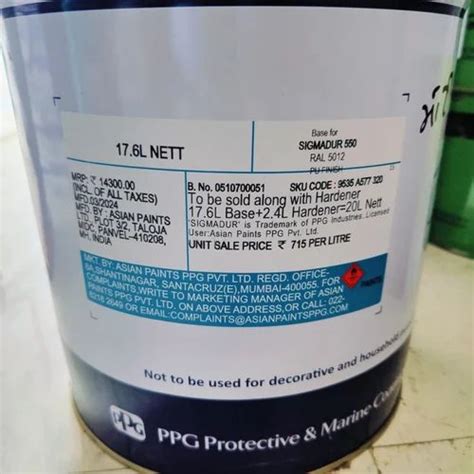 17.6L NETT
Base for
SIGMADUR 550
RAL 5012
PU FINISH
MRP: ₹ 14300.00
(INCL. OF ALL TAXES)
MFD.03/2024
MFD. BY: ASIAN PAINTS
LTD. PLOT 3/2, TALOJA
MIDC, PANVEL-410208,
MH, INDIA
B. No. 0510700051
SKU CODE : 9535 A577 320
To be sold along with Hardener
17.6L Base+2.4L Hardener=20L Nett
"SIGMADUR" is Trademark of PPG Industries. Licensed
User:Asian Paints PPG Pvt. Ltd.
UNIT SALE PRICE ₹ 715 PER LITRE
MKT. BY: ASIAN PAINTS PPG PVT. LTD. REGD. OFFICE-
6A,SHANTINAGAR, SANTACRUZ(E),MUMBAI-400055. FOR
COMPLAINTS,WRITE TO MARKETING MANAGER OF ASIAN
PAINTS PPG PVT.LTD. ON ABOVE ADDRESS,OR CALL: 022-
6218 2649 OR EMAIL:COMPLAINTS@ASIANPAINTSPPG.COM
PAINTS
Not to be used for decorative and household
PPG
PPG Protective & Marine